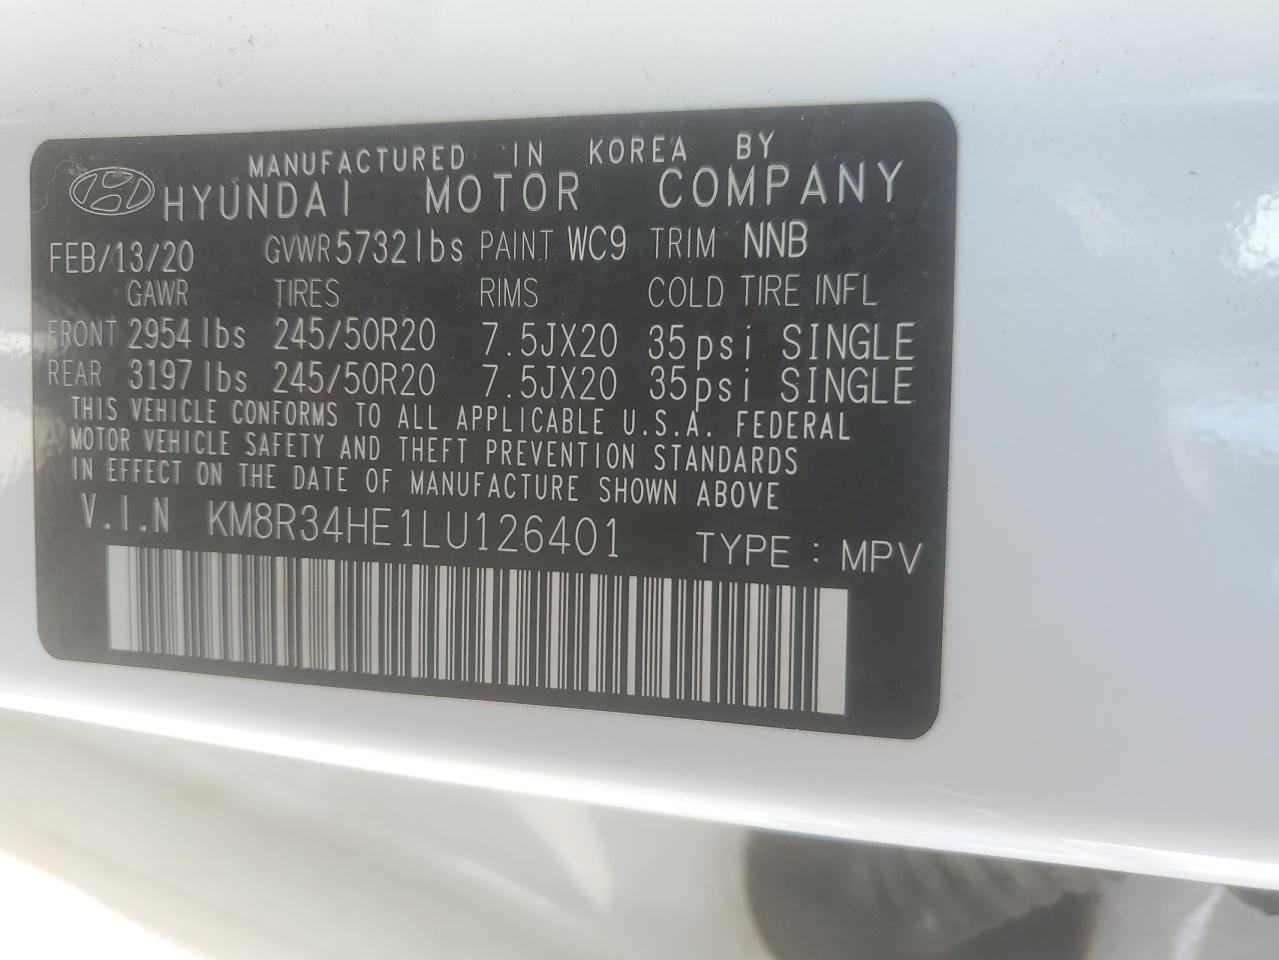 MANUFACTURED IN KOREA BY
HYUNDAI MOTOR COMPANY
FEB/13/20 GVWR 5732 lbs PAINT WC9 TRIM NNB
GAWR TIRES RIMS COLD TIRE INFL
FRONT 2954 lbs 245/50R20 7.5JX20 35psi SINGLE
REAR 3197 lbs 245/50R20 7.5JX20 35psi SINGLE
THIS VEHICLE CONFORMS TO ALL APPLICABLE U.S.A. FEDERAL
MOTOR VEHICLE SAFETY AND THEFT PREVENTION STANDARDS
IN EFFECT ON THE DATE OF MANUFACTURE SHOWN ABOVE
V.I.N KM8R34HE1LU126401 TYPE : MPV